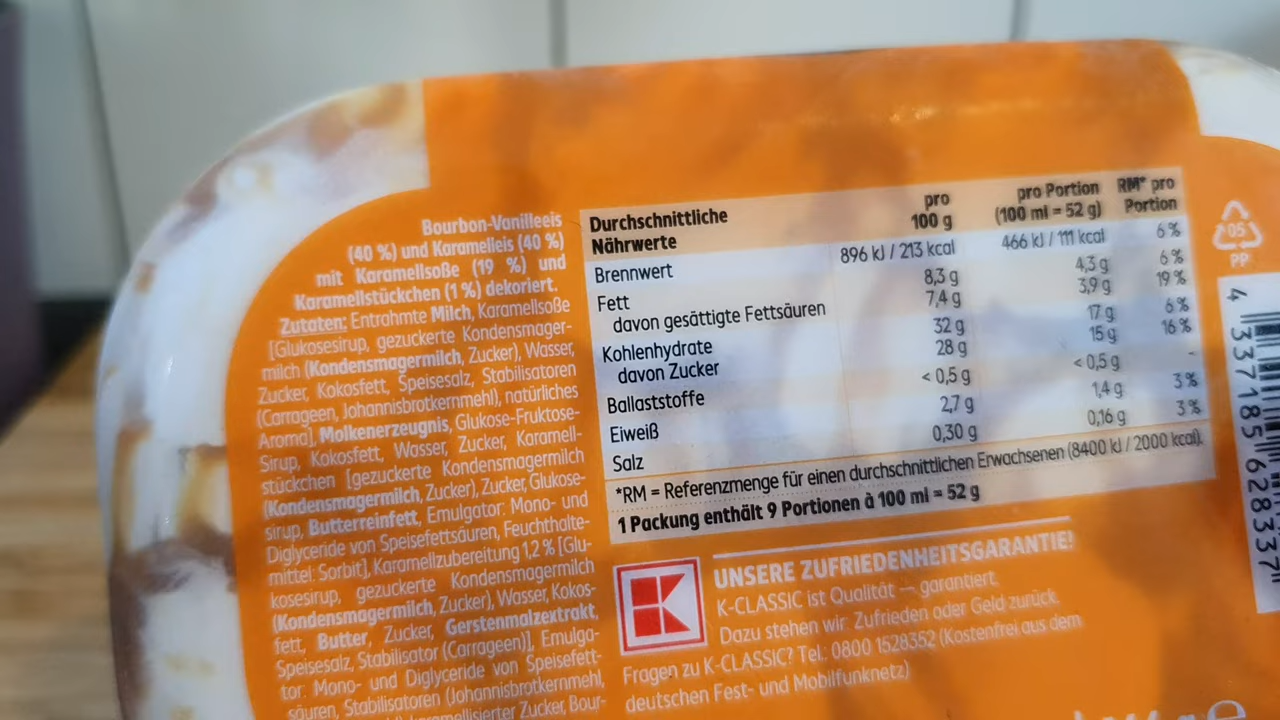 Bourbon-Vanilleeis
(40 %) und Karamelleis (40 %)
mit Karamellsoße (19 %) und
Karamellstückchen (1 %) dekoriert.
Zutaten: Entrahmte Milch, Karamellsoße
[Glukosesirup, gezuckerte Kondensmager-
milch (Kondensmagermilch, Zucker), Wasser,
Zucker, Kokosfett, Speisesalz, Stabilisatoren
(Carrageen, Johannisbrotkernmehl), natürliches
Aroma], Molkenerzeugnis, Glukose-Fruktose-
Sirup, Kokosfett, Wasser, Zucker, Karamell-
stückchen [gezuckerte Kondensmagermilch
(Kondensmagermilch, Zucker), Zucker, Glukose-
sirup, Butterreinfett, Emulgator: Mono- und
Diglyceride von Speisefettsäuren, Feuchthalte-
mittel: Sorbit], Karamellzubereitung 1,2 % [Glu-
kosesirup, gezuckerte Kondensmagermilch
(Kondensmagermilch, Zucker), Wasser, Kokos-
fett, Butter, Zucker, Gerstenmalzextrakt,
Speisesalz, Stabilisator (Carrageen)], Emulga-
tor: Mono- und Diglyceride von Speisefett-
säuren, Stabilisatoren (Johannisbrotkernmehl,
karamellisierter Zucker, Bour-
Durchschnittliche Nährwerte pro 100 g pro Portion (100 ml = 52 g) RM* pro Portion
Brennwert 896 kJ / 213 kcal 466 kJ / 111 kcal 6 %
Fett 8,3 g 4,3 g 6 %
davon gesättigte Fettsäuren 7,4 g 3,9 g 19 %
Kohlenhydrate 32 g 17 g 6 %
davon Zucker 28 g 15 g 16 %
Ballaststoffe < 0,5 g < 0,5 g -
Eiweiß 2,7 g 1,4 g 3 %
Salz 0,30 g 0,16 g 3 %
*RM = Referenzmenge für einen durchschnittlichen Erwachsenen (8400 kJ / 2000 kcal).
1 Packung enthält 9 Portionen à 100 ml = 52 g
UNSERE ZUFRIEDENHEITSGARANTIE!
K-CLASSIC ist Qualität – garantiert.
Dazu stehen wir. Zufrieden oder Geld zurück.
Fragen zu K-CLASSIC? Tel.: 0800 1528352 (Kostenfrei aus dem
deutschen Fest- und Mobilfunknetz)
05
PP
4 337185 628337